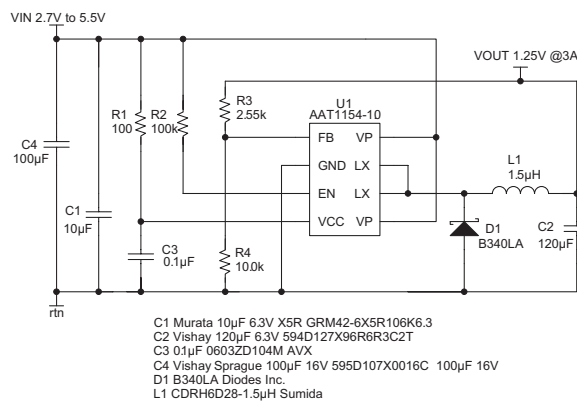 VIN 2.7V to 5.5V
VOUT 1.25V @3A
U1
AAT1154-10
R1
100
R2
100k
R3
2.55k
C4
100µF
FB VP
GND LX
EN LX
VCC VP
L1
1.5µH
C1
10µF
C3
0.1µF
R4
10.0k
D1
B340LA
C2
120µF
rtn
C1 Murata 10µF 6.3V X5R GRM42-6X5R106K6.3
C2 Vishay 120µF 6.3V 594D127X96R6R3C2T
C3 0.1µF 0603ZD104M AVX
C4 Vishay Sprague 100µF 16V 595D107X0016C 100µF 16V
D1 B340LA Diodes Inc.
L1 CDRH6D28-1.5µH Sumida